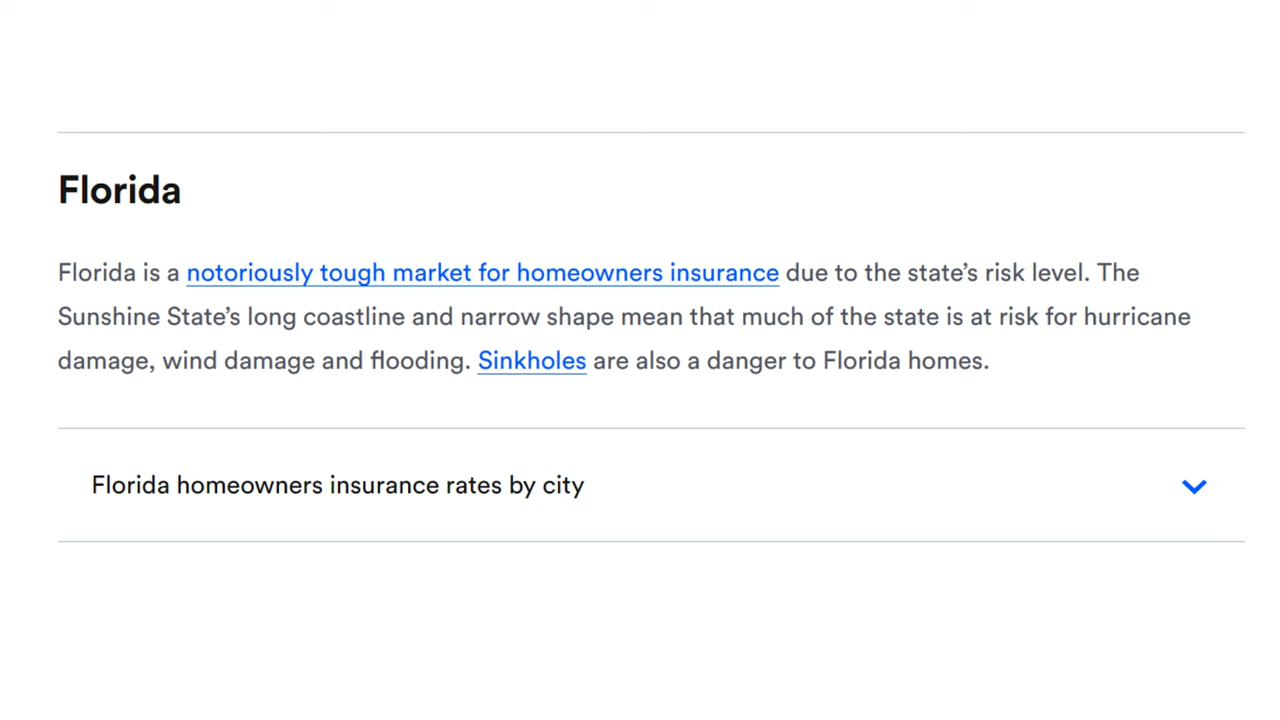 Florida
Florida is a notoriously tough market for homeowners insurance due to the state’s risk level. The
Sunshine State’s long coastline and narrow shape mean that much of the state is at risk for hurricane
damage, wind damage and flooding. Sinkholes are also a danger to Florida homes.
Florida homeowners insurance rates by city